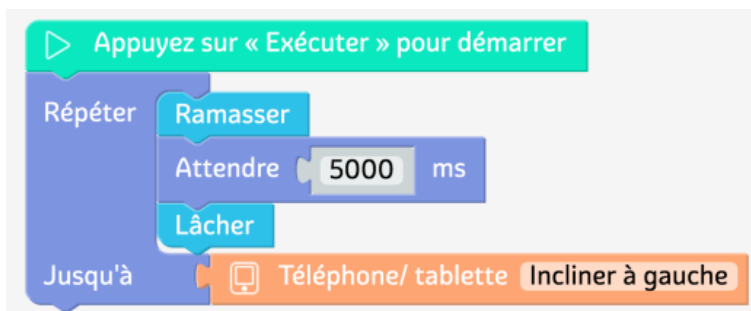 Appuyez sur « Exécuter » pour démarrer
Répéter
Ramasser
Attendre 5000 ms
Lâcher
Jusqu'à Téléphone/ tablette Incliner à gauche